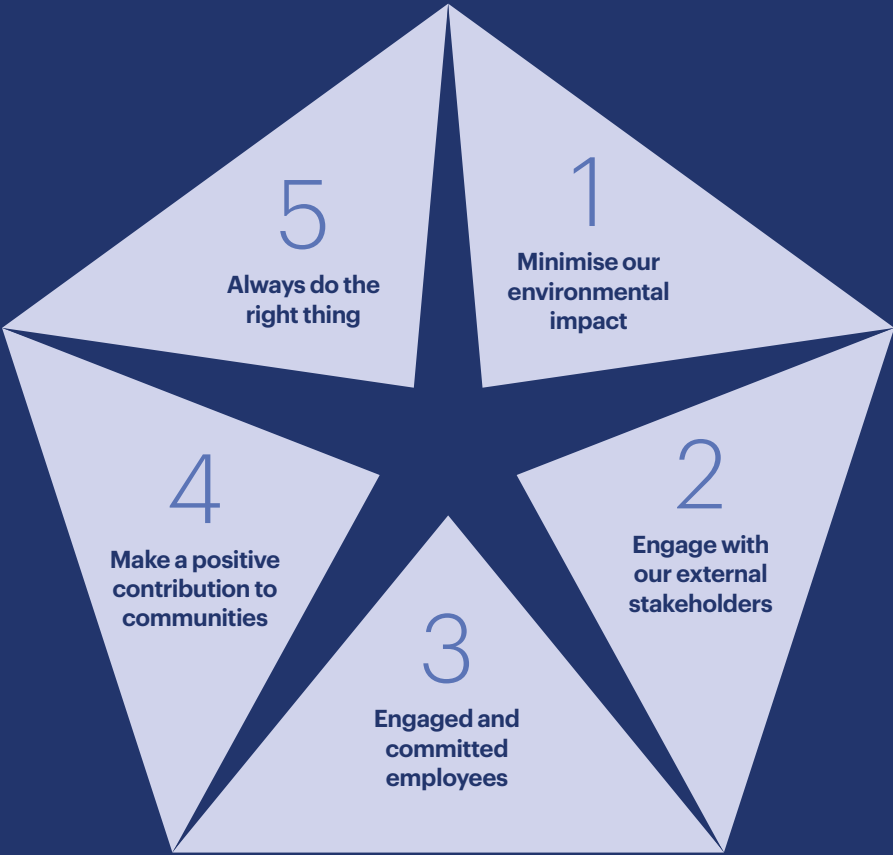 1
Minimise our
environmental
impact
2
Engage with
our external
stakeholders
3
Engaged and
committed
employees
4
Make a positive
contribution to
communities
5
Always do the
right thing